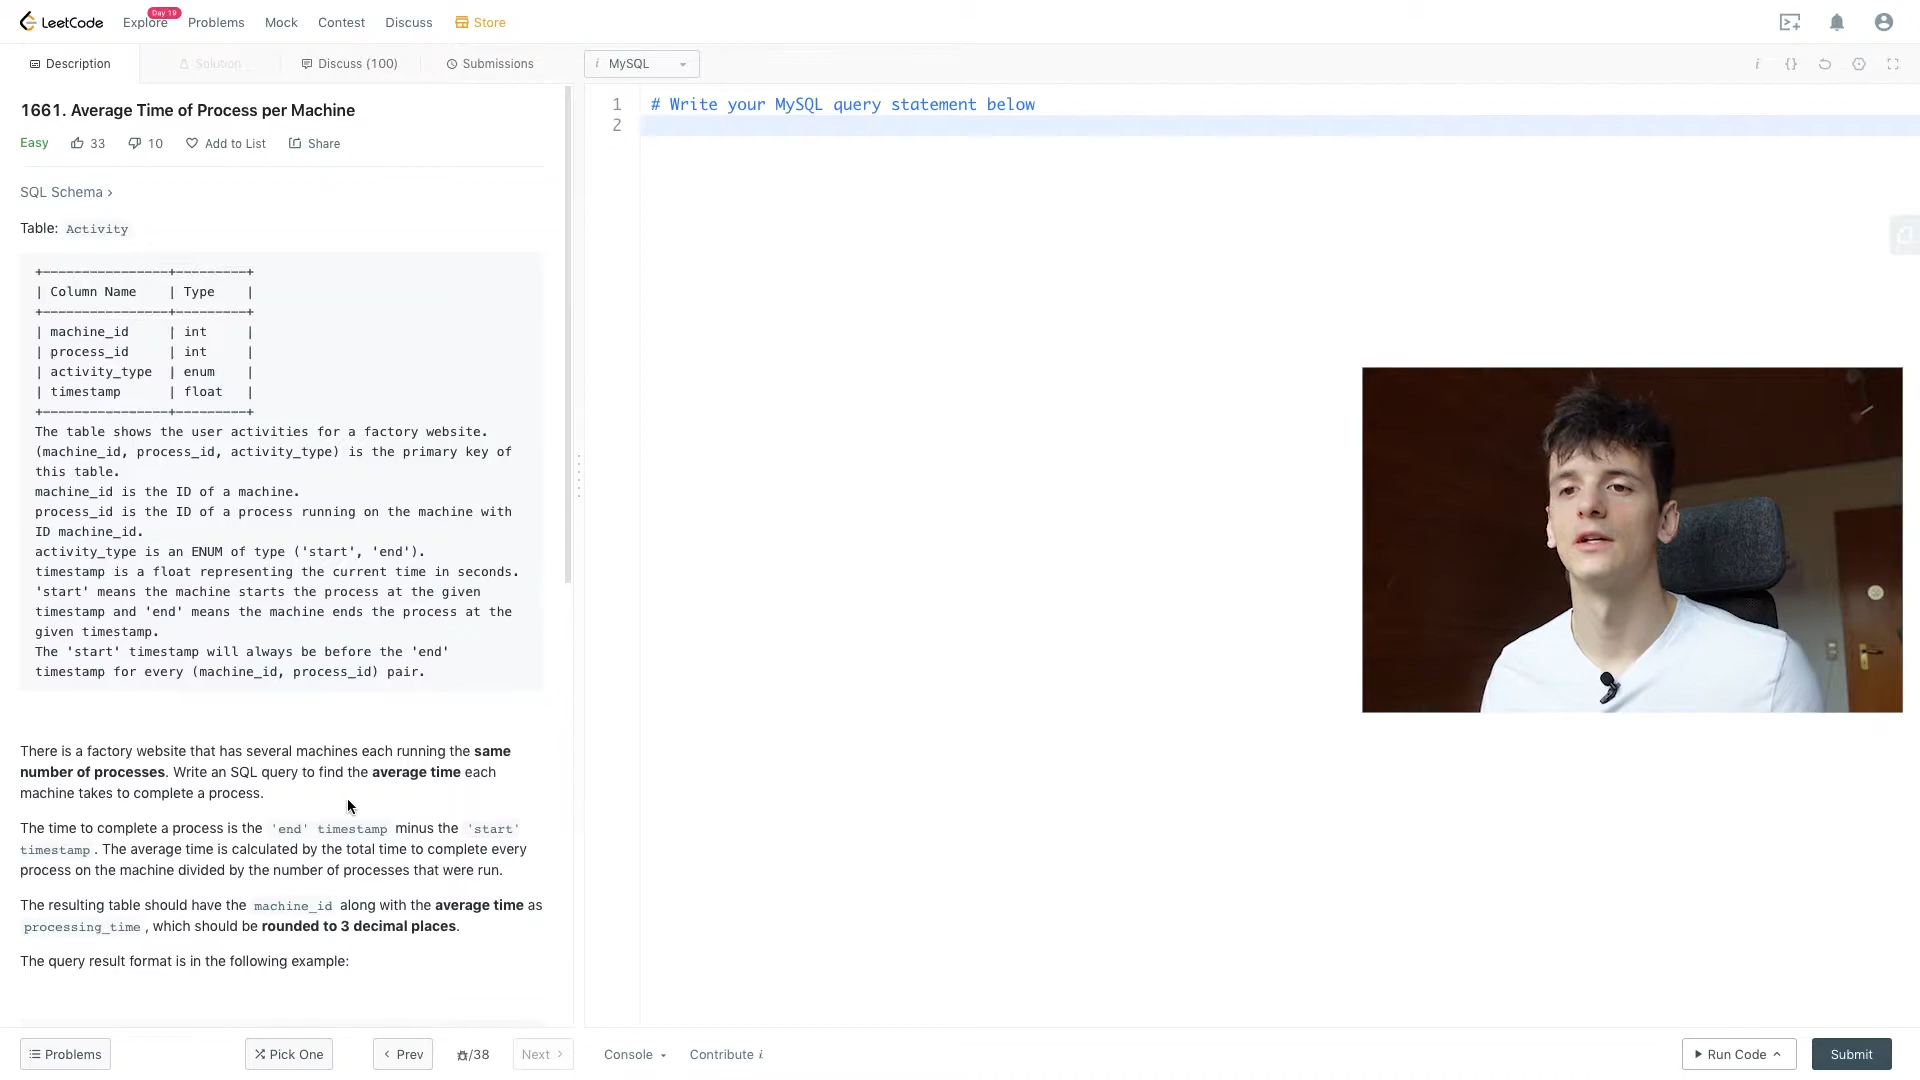 LeetCode
Explore
Day 19
Problems
Mock
Contest
Discuss
Store
Description
Solution
Discuss (100)
Submissions
i MySQL
1661. Average Time of Process per Machine
Easy
33
10
Add to List
Share
SQL Schema ›
Table: Activity
+----------------+---------+
| Column Name    | Type    |
+----------------+---------+
| machine_id     | int     |
| process_id     | int     |
| activity_type  | enum    |
| timestamp      | float   |
+----------------+---------+
The table shows the user activities for a factory website.
(machine_id, process_id, activity_type) is the primary key of
this table.
machine_id is the ID of a machine.
process_id is the ID of a process running on the machine with
ID machine_id.
activity_type is an ENUM of type ('start', 'end').
timestamp is a float representing the current time in seconds.
'start' means the machine starts the process at the given
timestamp and 'end' means the machine ends the process at the
given timestamp.
The 'start' timestamp will always be before the 'end'
timestamp for every (machine_id, process_id) pair.
There is a factory website that has several machines each running the same
number of processes. Write an SQL query to find the average time each
machine takes to complete a process.
The time to complete a process is the 'end' timestamp minus the 'start'
timestamp. The average time is calculated by the total time to complete every
process on the machine divided by the number of processes that were run.
The resulting table should have the machine_id along with the average time as
processing_time, which should be rounded to 3 decimal places.
The query result format is in the following example:
1 # Write your MySQL query statement below
2
Problems
Pick One
‹ Prev
/38
Next ›
Console
Contribute i
Run Code
Submit